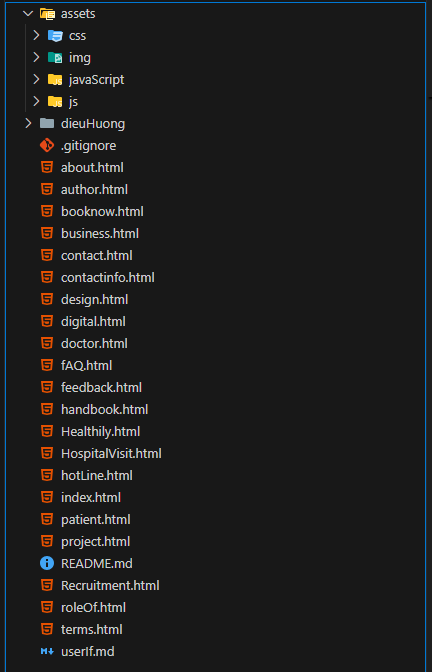 assets
css
img
javaScript
js
dieuHuong
.gitignore
about.html
author.html
booknow.html
business.html
contact.html
contactinfo.html
design.html
digital.html
doctor.html
fAQ.html
feedback.html
handbook.html
Healthily.html
HospitalVisit.html
hotLine.html
index.html
patient.html
project.html
README.md
Recruitment.html
roleOf.html
terms.html
userIf.md